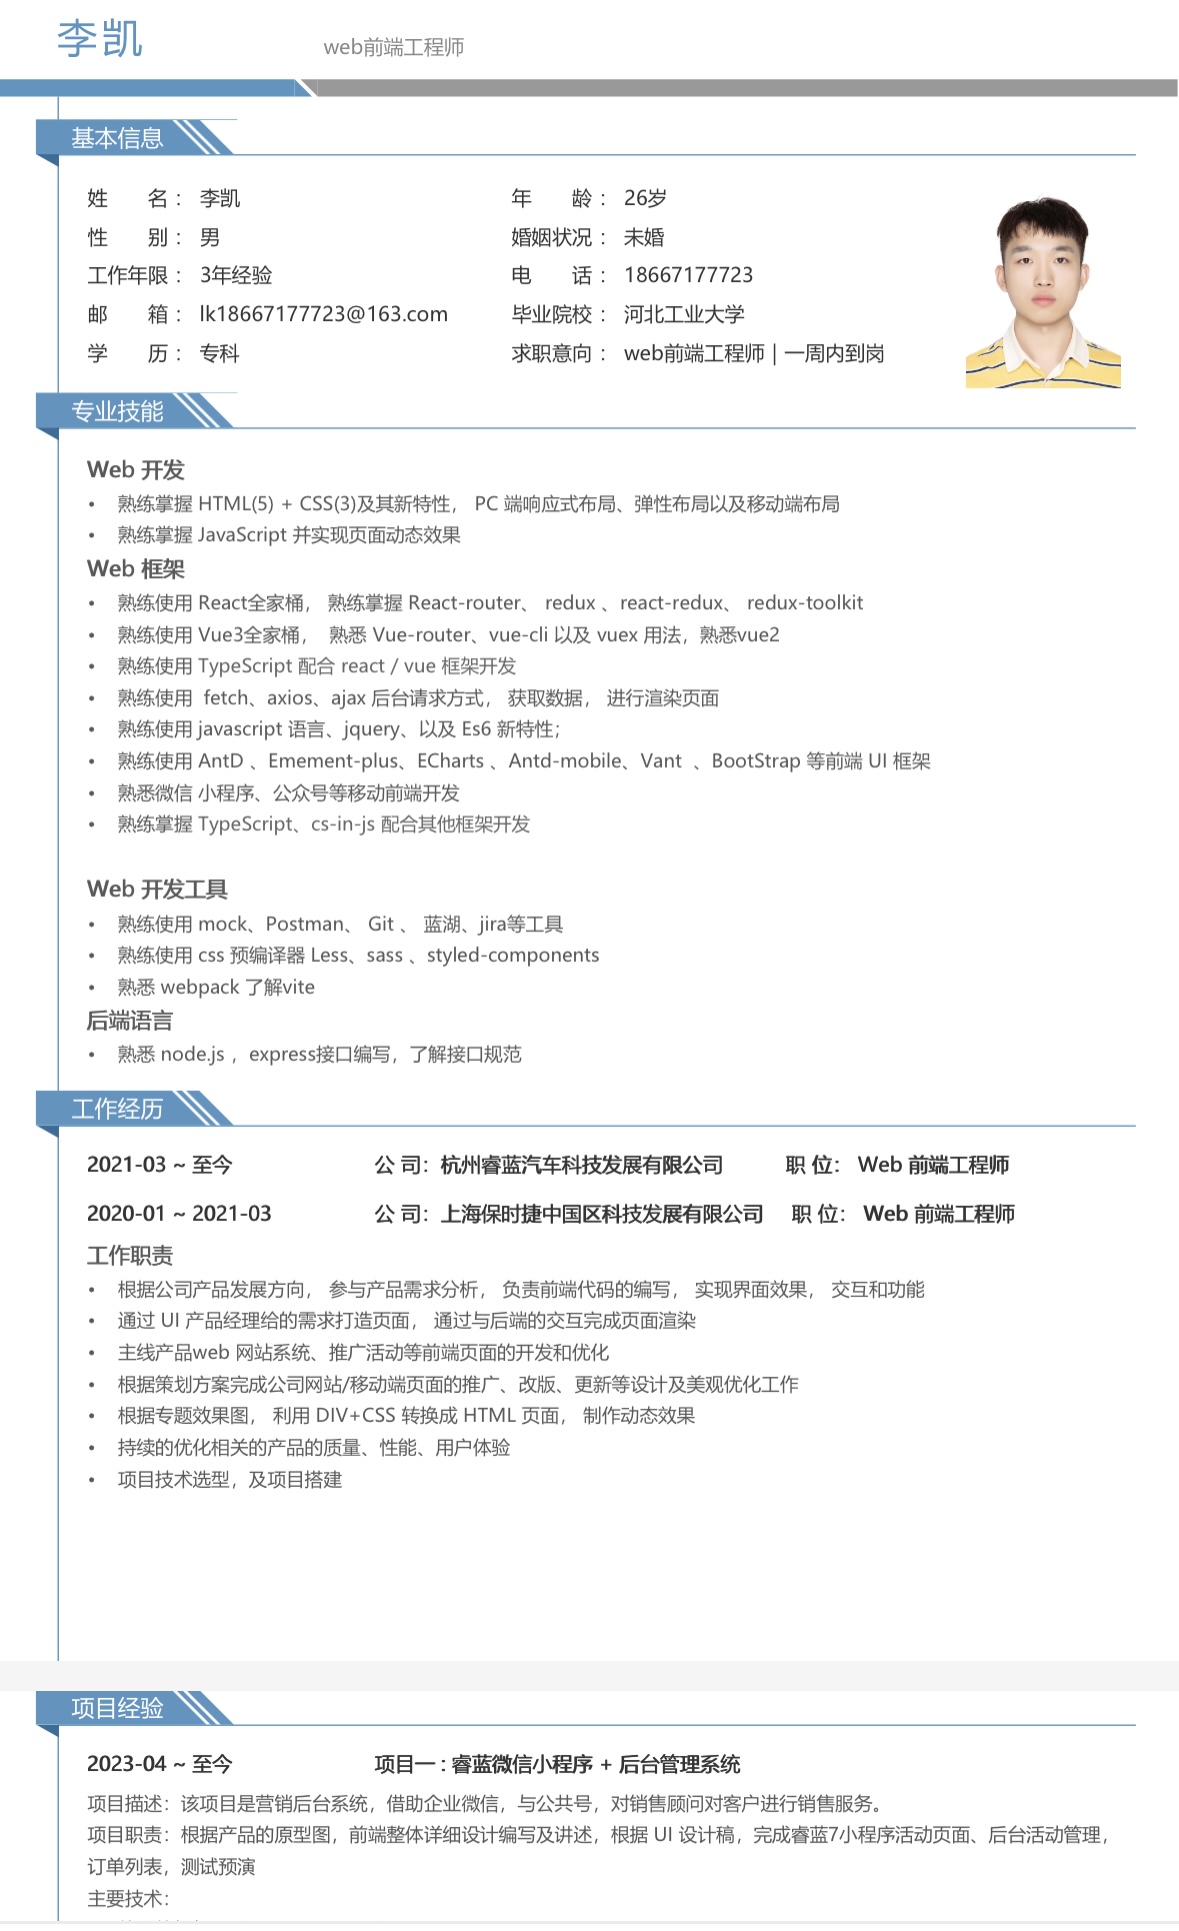 李凯
web前端工程师
基本信息
姓 名： 李凯 年 龄： 26岁
性 别： 男 婚姻状况： 未婚
工作年限： 3年经验 电 话： 18667177723
邮 箱： lk18667177723@163.com 毕业院校： 河北工业大学
学 历： 专科 求职意向： web前端工程师 | 一周内到岗
专业技能
Web 开发
• 熟练掌握 HTML(5) + CSS(3)及其新特性， PC 端响应式布局、弹性布局以及移动端布局
• 熟练掌握 JavaScript 并实现页面动态效果
Web 框架
• 熟练使用 React全家桶， 熟练掌握 React-router、 redux 、react-redux、 redux-toolkit
• 熟练使用 Vue3全家桶， 熟悉 Vue-router、vue-cli 以及 vuex 用法，熟悉vue2
• 熟练使用 TypeScript 配合 react / vue 框架开发
• 熟练使用 fetch、axios、ajax 后台请求方式， 获取数据， 进行渲染页面
• 熟练使用 javascript 语言、jquery、以及 Es6 新特性；
• 熟练使用 AntD 、Emement-plus、ECharts 、Antd-mobile、Vant 、BootStrap 等前端 UI 框架
• 熟悉微信 小程序、公众号等移动前端开发
• 熟练掌握 TypeScript、cs-in-js 配合其他框架开发
Web 开发工具
• 熟练使用 mock、Postman、 Git 、 蓝湖、jira等工具
• 熟练使用 css 预编译器 Less、sass 、styled-components
• 熟悉 webpack 了解vite
后端语言
• 熟悉 node.js ，express接口编写，了解接口规范
工作经历
2021-03 ~ 至今 公 司：杭州睿蓝汽车科技发展有限公司 职 位： Web 前端工程师
2020-01 ~ 2021-03 公 司：上海保时捷中国区科技发展有限公司 职 位： Web 前端工程师
工作职责
• 根据公司产品发展方向， 参与产品需求分析， 负责前端代码的编写， 实现界面效果， 交互和功能
• 通过 UI 产品经理给的需求打造页面， 通过与后端的交互完成页面渲染
• 主线产品web 网站系统、推广活动等前端页面的开发和优化
• 根据策划方案完成公司网站/移动端页面的推广、改版、更新等设计及美观优化工作
• 根据专题效果图， 利用 DIV+CSS 转换成 HTML 页面， 制作动态效果
• 持续的优化相关的产品的质量、性能、用户体验
• 项目技术选型，及项目搭建
项目经验
2023-04 ~ 至今 项目一 : 睿蓝微信小程序 + 后台管理系统
项目描述：该项目是营销后台系统，借助企业微信，与公共号，对销售顾问对客户进行销售服务。
项目职责：根据产品的原型图，前端整体详细设计编写及讲述，根据 UI 设计稿，完成睿蓝7小程序活动页面、后台活动管理，
订单列表，测试预演
主要技术：